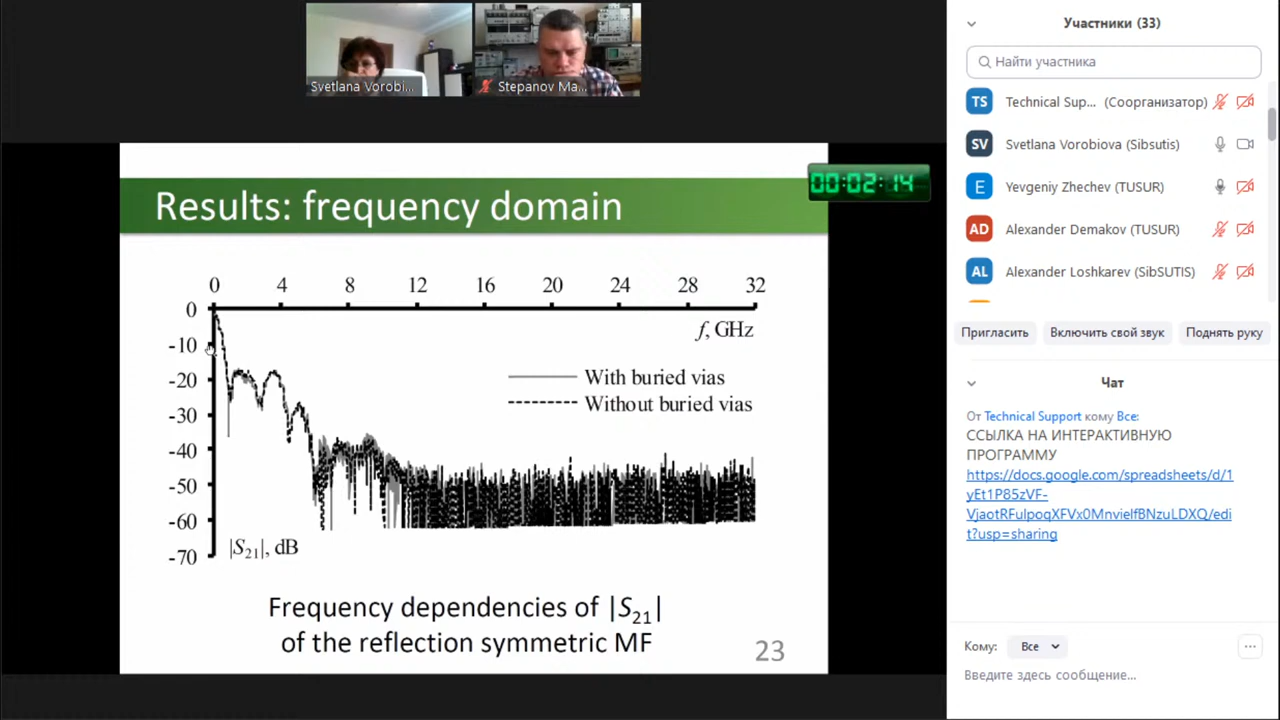 Svetlana Vorobi...
Stepanov Ma...
Results: frequency domain
00:02:14
0 4 8 12 16 20 24 28 32
f, GHz
0
-10
-20
-30
-40
-50
-60
-70
With buried vias
Without buried vias
|S21|, dB
Frequency dependencies of |S21|
of the reflection symmetric MF
23
Участники (33)
Найти участника
TS Technical Sup... (Соорганизатор)
SV Svetlana Vorobiova (Sibsutis)
E Yevgeniy Zhechev (TUSUR)
AD Alexander Demakov (TUSUR)
AL Alexander Loshkarev (SibSUTIS)
Пригласить Включить свой звук Поднять руку
Чат
От Technical Support кому Все:
ССЫЛКА НА ИНТЕРАКТИВНУЮ
ПРОГРАММУ
https://docs.google.com/spreadsheets/d/1
yEt1P85zVF-
VjaotRFulpoqXFVx0MnvielfBNzuLDXQ/edi
t?usp=sharing
Кому: Все
Введите здесь сообщение...